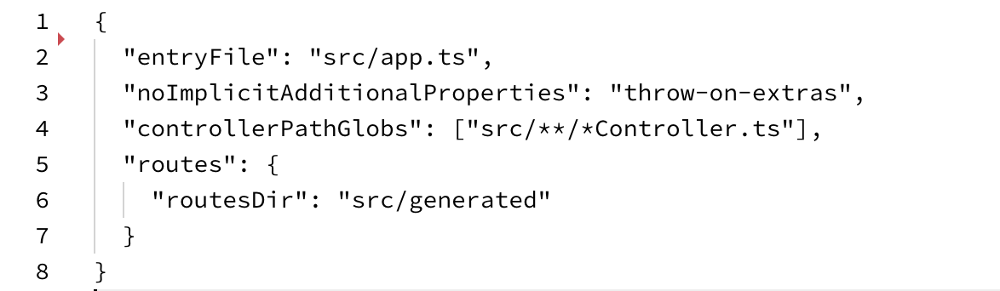 1 {
2   "entryFile": "src/app.ts",
3   "noImplicitAdditionalProperties": "throw-on-extras",
4   "controllerPathGlobs": ["src/**/*Controller.ts"],
5   "routes": {
6     "routesDir": "src/generated"
7   }
8 }